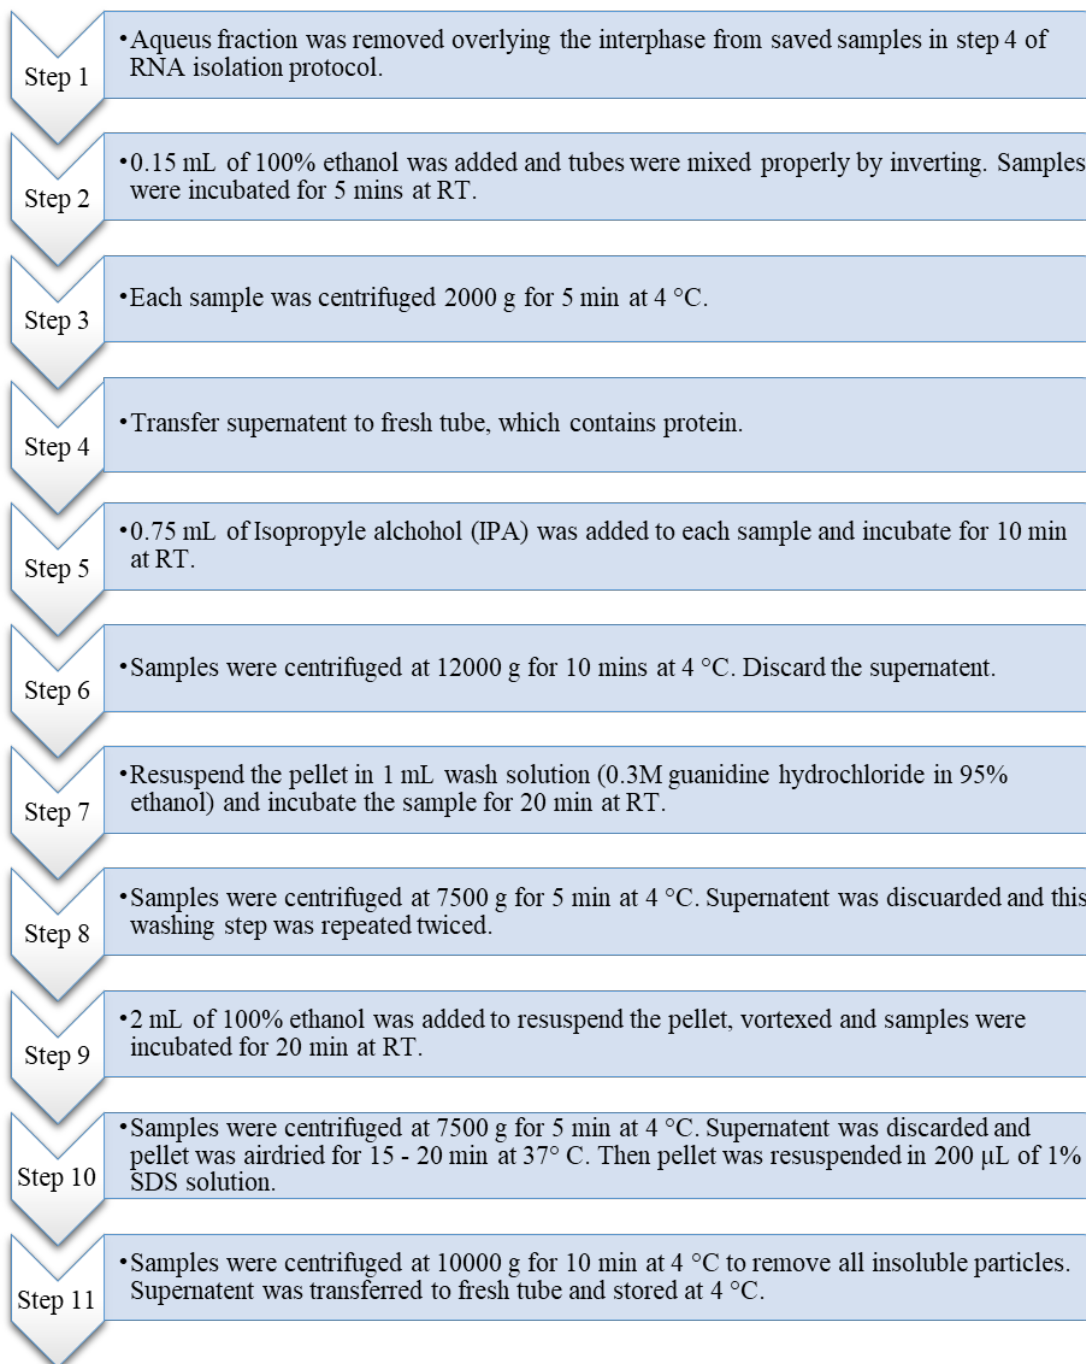 Step 1
•Aqueus fraction was removed overlying the interphase from saved samples in step 4 of
RNA isolation protocol.
Step 2
•0.15 mL of 100% ethanol was added and tubes were mixed properly by inverting. Samples
were incubated for 5 mins at RT.
Step 3
•Each sample was centrifuged 2000 g for 5 min at 4 °C.
Step 4
•Transfer supernatent to fresh tube, which contains protein.
Step 5
•0.75 mL of Isopropyle alchohol (IPA) was added to each sample and incubate for 10 min
at RT.
Step 6
•Samples were centrifuged at 12000 g for 10 mins at 4 °C. Discard the supernatent.
Step 7
•Resuspend the pellet in 1 mL wash solution (0.3M guanidine hydrochloride in 95%
ethanol) and incubate the sample for 20 min at RT.
Step 8
•Samples were centrifuged at 7500 g for 5 min at 4 °C. Supernatent was discuarded and this
washing step was repeated twiced.
Step 9
•2 mL of 100% ethanol was added to resuspend the pellet, vortexed and samples were
incubated for 20 min at RT.
Step 10
•Samples were centrifuged at 7500 g for 5 min at 4 °C. Supernatent was discarded and
pellet was airdried for 15 - 20 min at 37° C. Then pellet was resuspended in 200 µL of 1%
SDS solution.
Step 11
•Samples were centrifuged at 10000 g for 10 min at 4 °C to remove all insoluble particles.
Supernatent was transferred to fresh tube and stored at 4 °C.